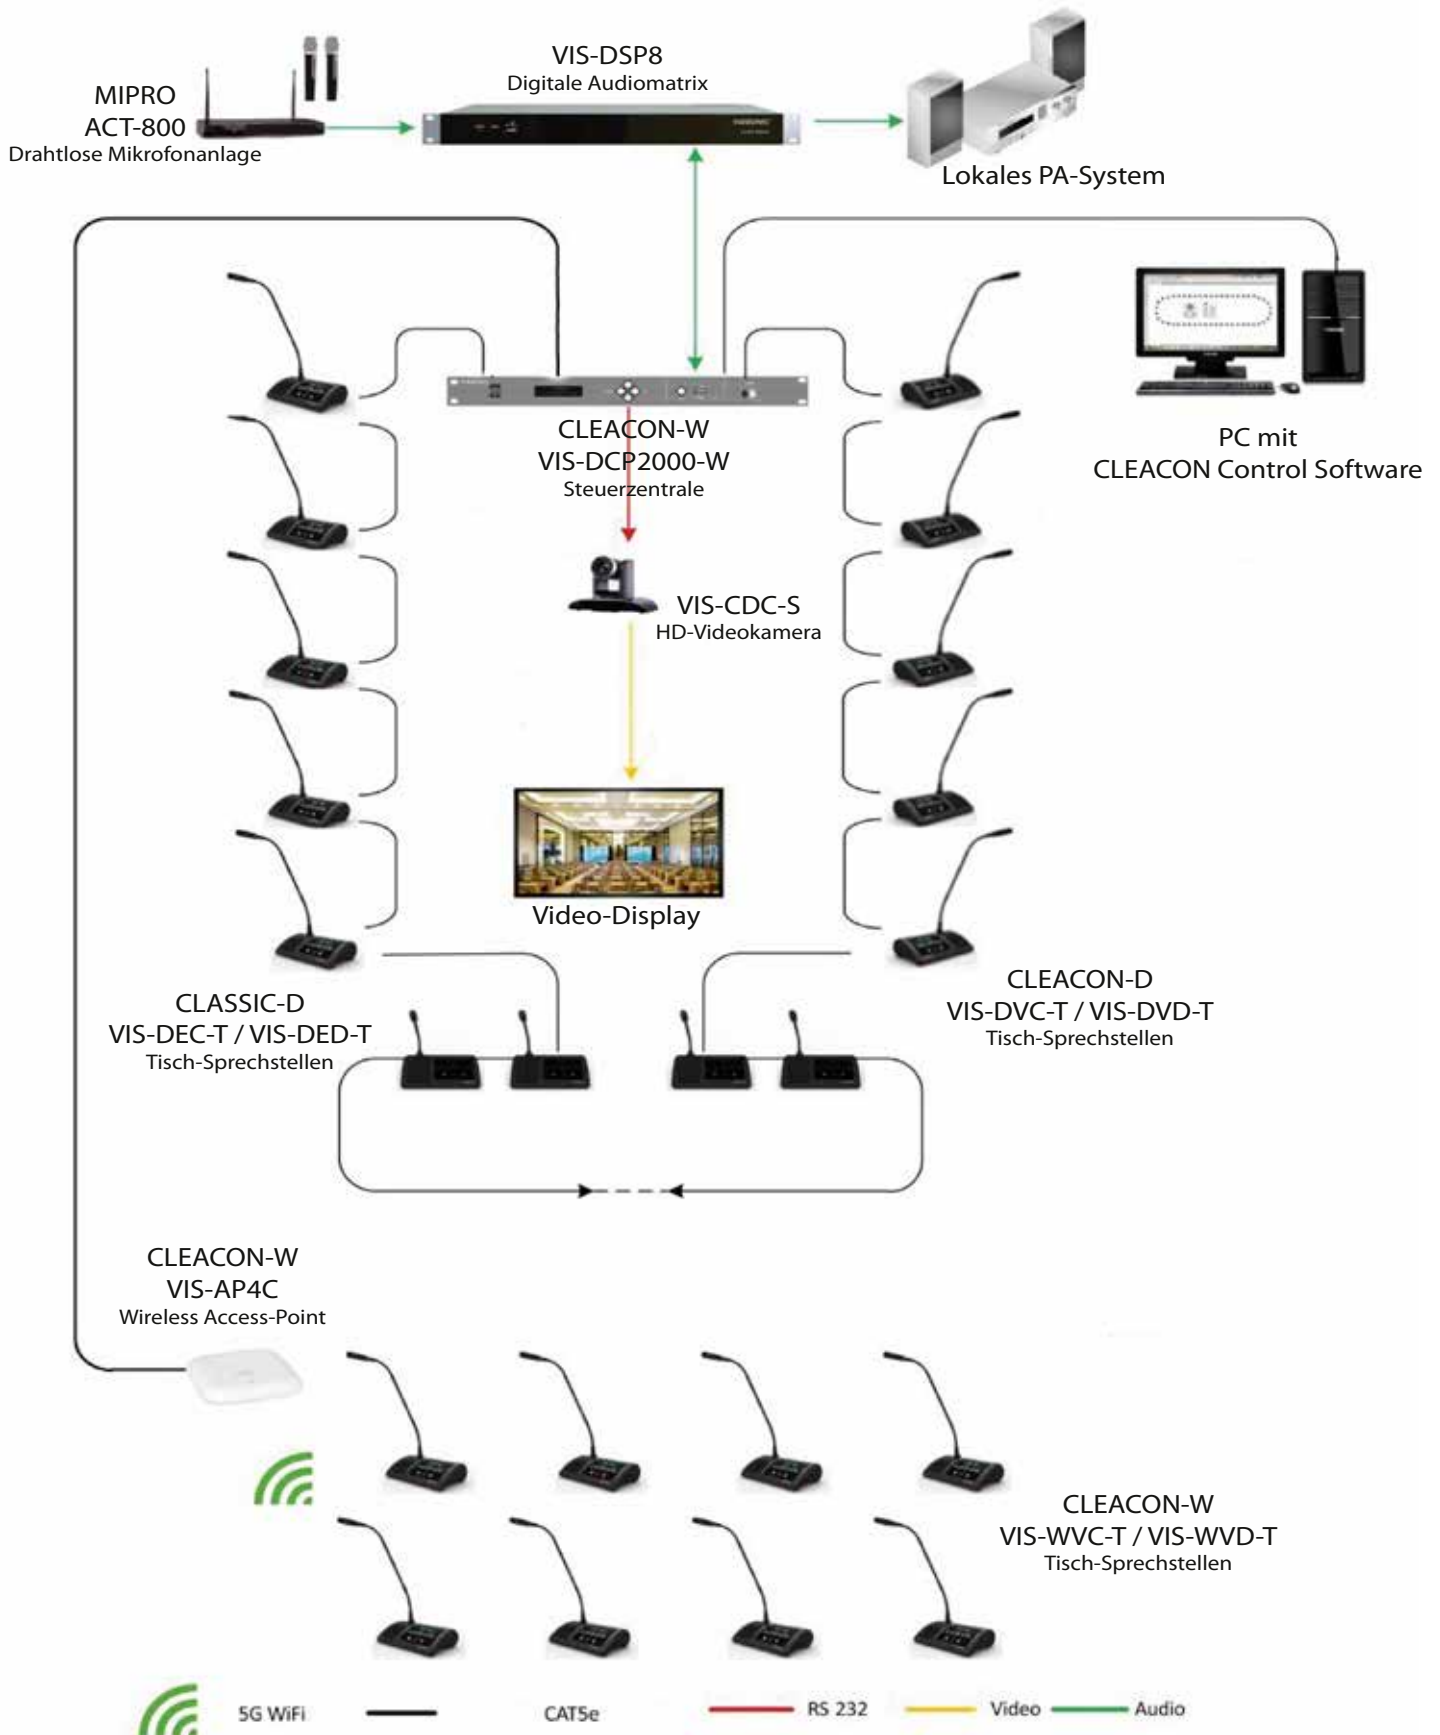 VIS-DSP8
Digitale Audiomatrix
MIPRO
ACT-800
Drahtlose Mikrofonanlage
Lokales PA-System
CLEACON-W
VIS-DCP2000-W
Steuerzentrale
PC mit
CLEACON Control Software
VIS-CDC-S
HD-Videokamera
Video-Display
CLASSIC-D
VIS-DEC-T / VIS-DED-T
Tisch-Sprechstellen
CLEACON-D
VIS-DVC-T / VIS-DVD-T
Tisch-Sprechstellen
CLEACON-W
VIS-AP4C
Wireless Access-Point
CLEACON-W
VIS-WVC-T / VIS-WVD-T
Tisch-Sprechstellen
5G WiFi CAT5e RS 232 Video Audio